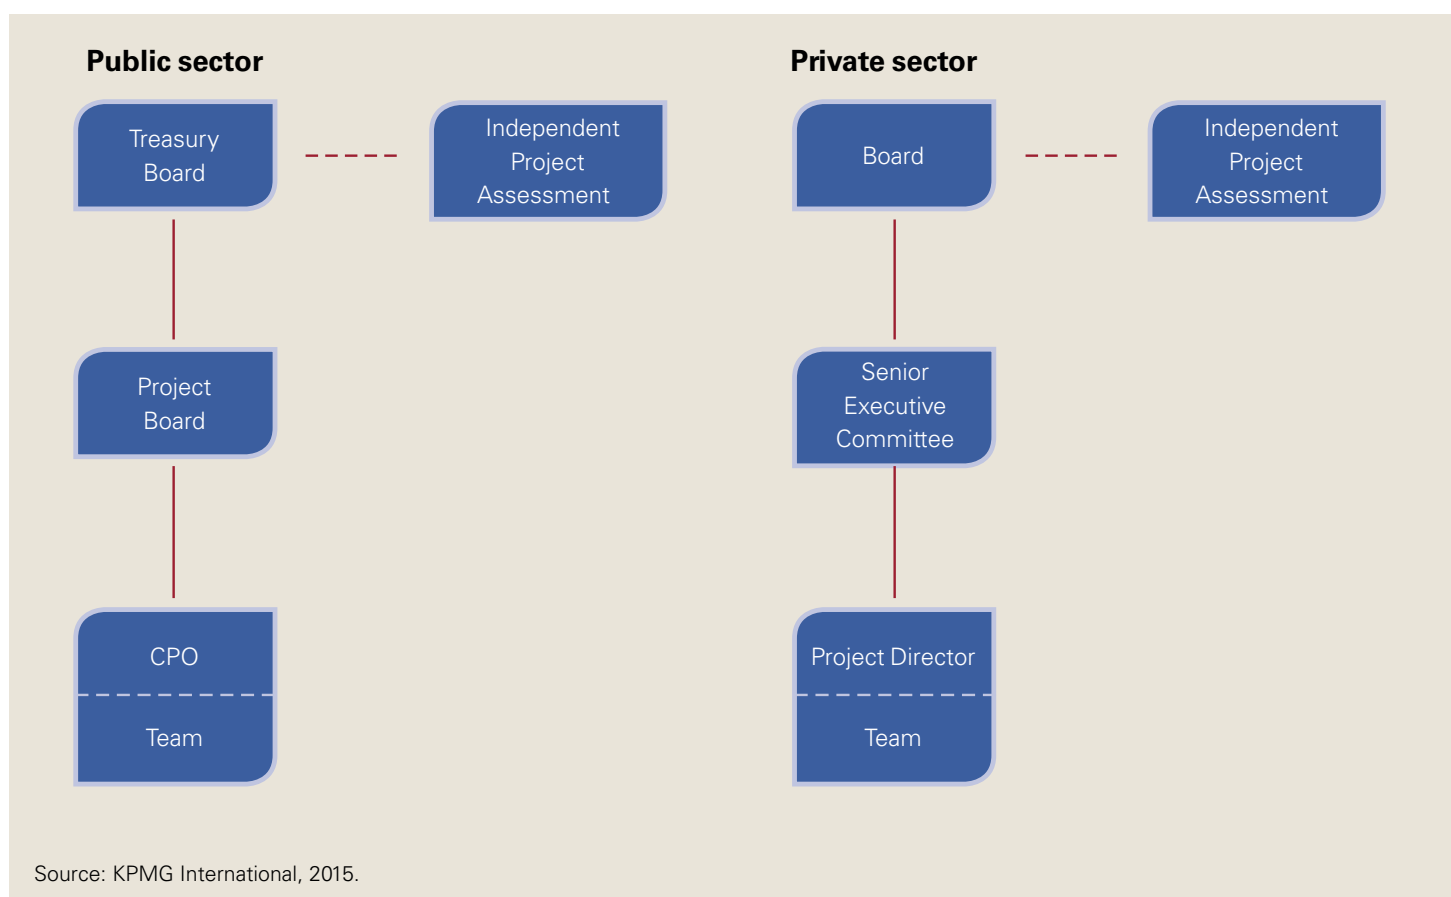 Public sector
Treasury
Board
Independent
Project
Assessment
Project
Board
CPO
Team
Private sector
Board
Independent
Project
Assessment
Senior
Executive
Committee
Project Director
Team
Source: KPMG International, 2015.